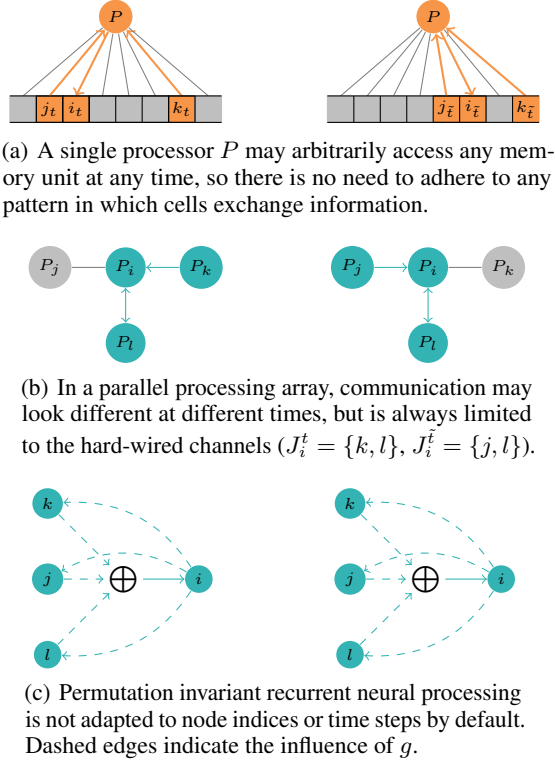 P P
j_t i_t k_t j_t̃ i_t̃ k_t̃
(a) A single processor P may arbitrarily access any mem-
ory unit at any time, so there is no need to adhere to any
pattern in which cells exchange information.
P_j P_i P_k P_j P_i P_k
P_l P_l
(b) In a parallel processing array, communication may
look different at different times, but is always limited
to the hard-wired channels (J_i^t = {k, l}, J_i^t̃ = {j, l}).
k k
j ⊕ i j ⊕ i
l l
(c) Permutation invariant recurrent neural processing
is not adapted to node indices or time steps by default.
Dashed edges indicate the influence of g.